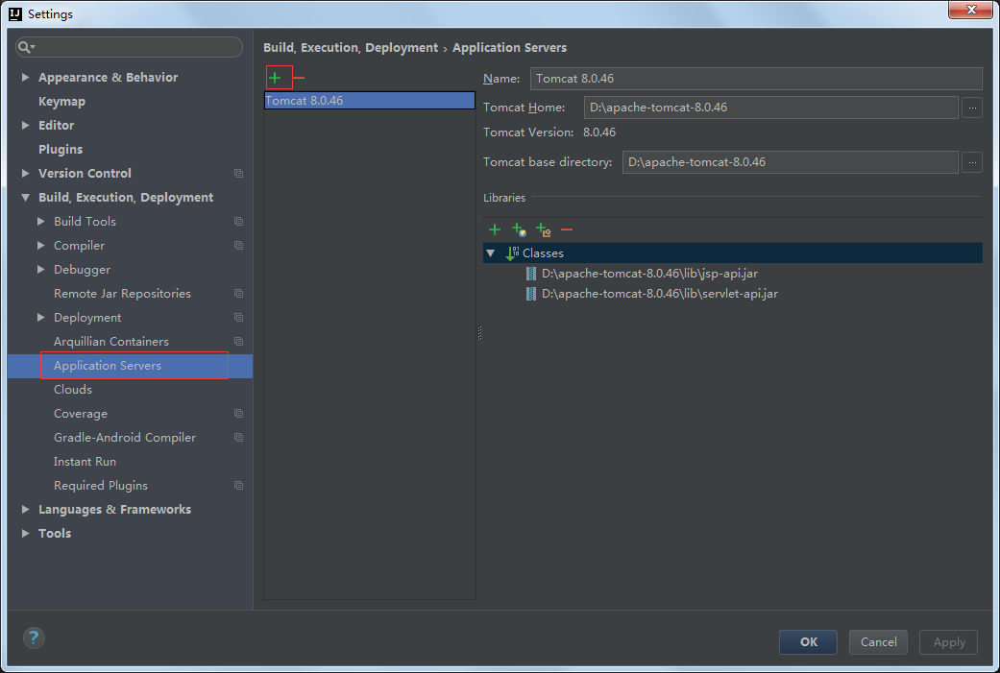 Settings
Appearance & Behavior
Keymap
Editor
Plugins
Version Control
Build, Execution, Deployment
Build Tools
Compiler
Debugger
Remote Jar Repositories
Deployment
Arquillian Containers
Application Servers
Clouds
Coverage
Gradle-Android Compiler
Instant Run
Required Plugins
Languages & Frameworks
Tools
Build, Execution, Deployment › Application Servers
Tomcat 8.0.46
Name: Tomcat 8.0.46
Tomcat Home: D:\apache-tomcat-8.0.46 ...
Tomcat Version: 8.0.46
Tomcat base directory: D:\apache-tomcat-8.0.46 ...
Libraries
Classes
D:\apache-tomcat-8.0.46\lib\jsp-api.jar
D:\apache-tomcat-8.0.46\lib\servlet-api.jar
?
OK Cancel Apply